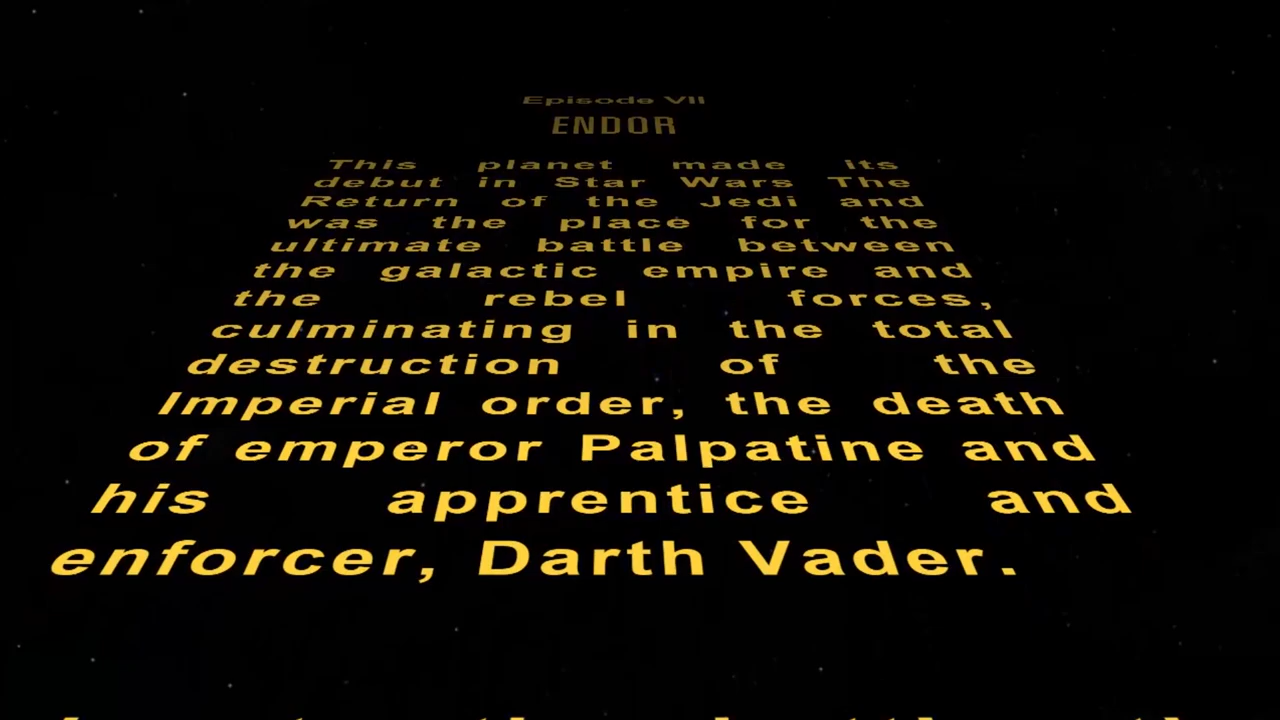 Episode VII
ENDOR
This planet made its
debut in Star Wars The
Return of the Jedi and
was the place for the
ultimate battle between
the galactic empire and
the rebel forces,
culminating in the total
destruction of the
Imperial order, the death
of emperor Palpatine and
his apprentice and
enforcer, Darth Vader.